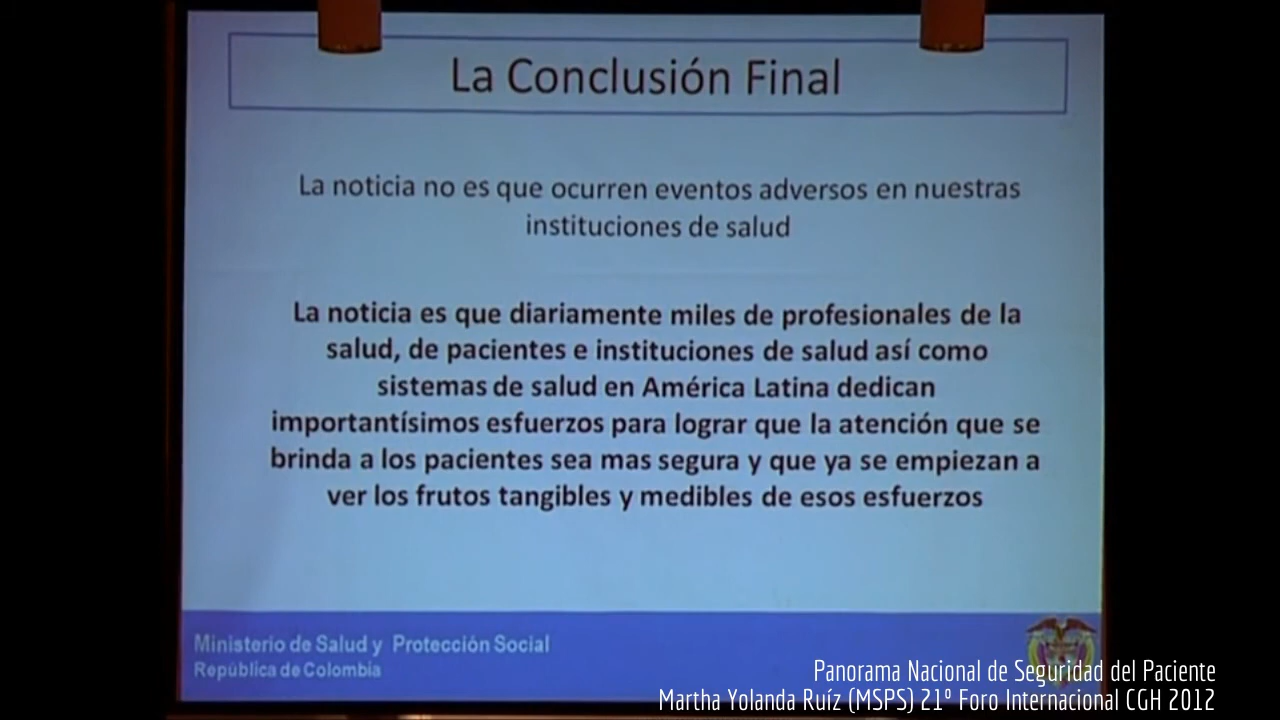 La Conclusión Final
La noticia no es que ocurren eventos adversos en nuestras
instituciones de salud
La noticia es que diariamente miles de profesionales de la
salud, de pacientes e instituciones de salud así como
sistemas de salud en América Latina dedican
importantísimos esfuerzos para lograr que la atención que se
brinda a los pacientes sea mas segura y que ya se empiezan a
ver los frutos tangibles y medibles de esos esfuerzos
Ministerio de Salud y Protección Social
República de Colombia
Panorama Nacional de Seguridad del Paciente
Martha Yolanda Ruíz (MSPS) 21º Foro Internacional CGH 2012